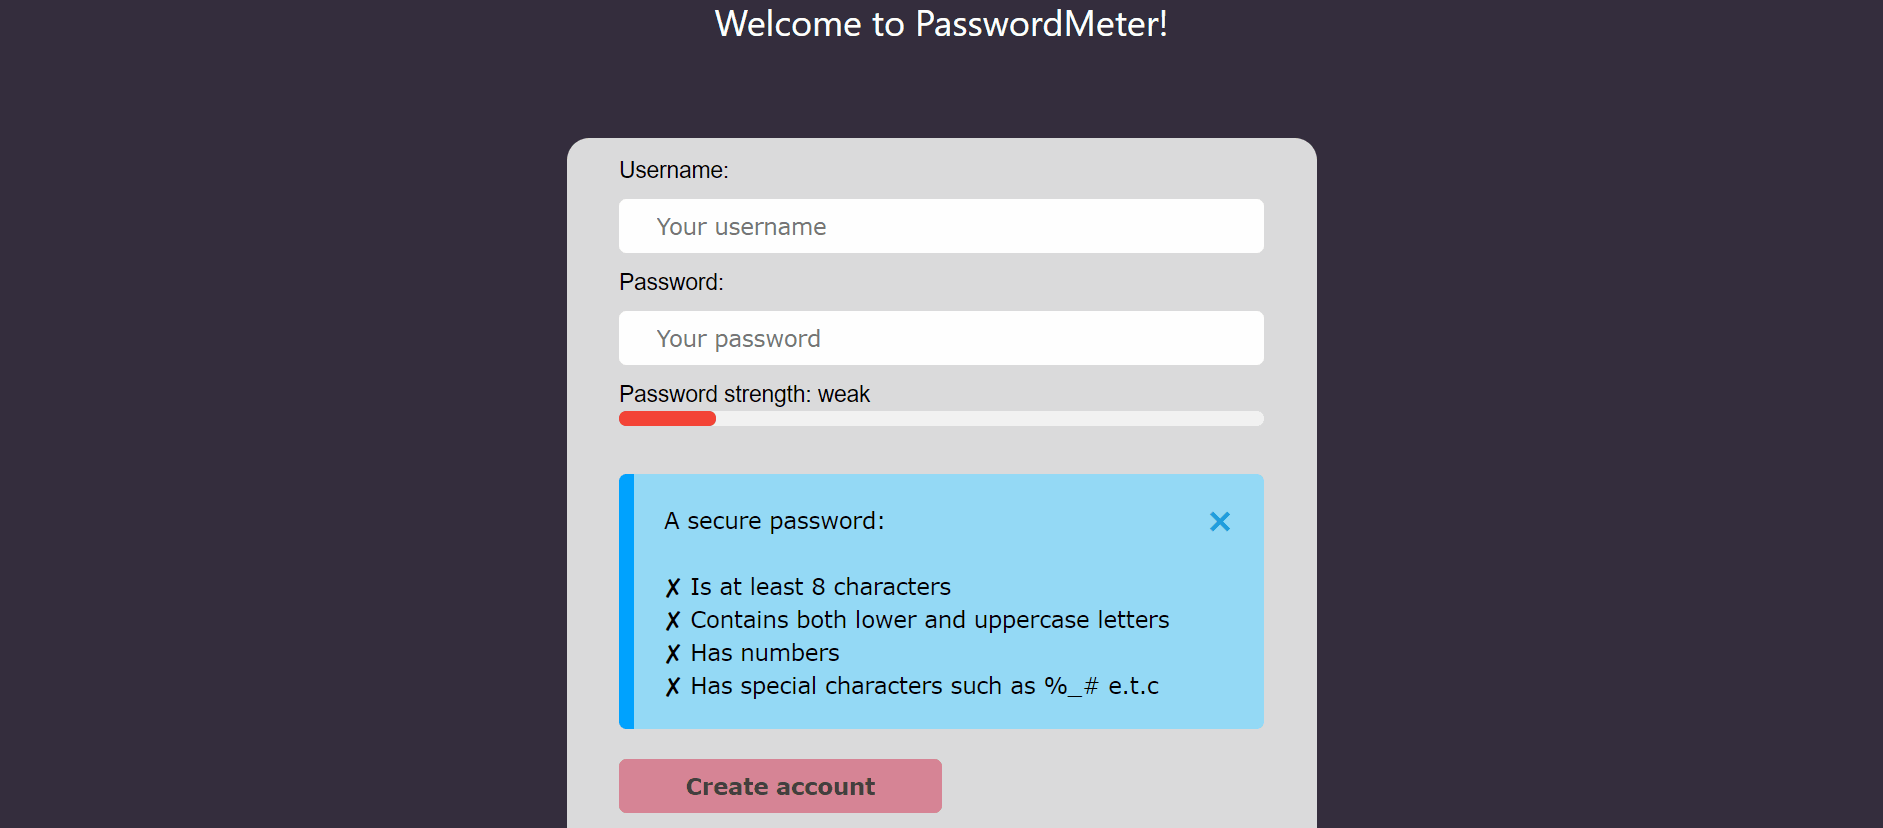 Welcome to PasswordMeter!
Username:
Your username
Password:
Your password
Password strength: weak
A secure password:
✗ Is at least 8 characters
✗ Contains both lower and uppercase letters
✗ Has numbers
✗ Has special characters such as %_# e.t.c
Create account